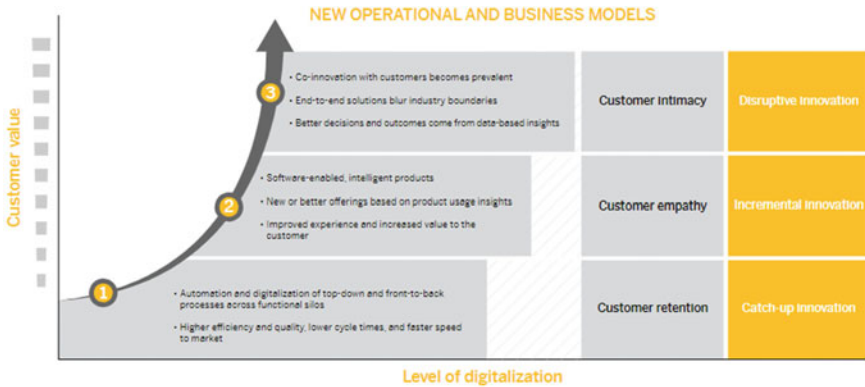 NEW OPERATIONAL AND BUSINESS MODELS
Customer value
3
• Co-innovation with customers becomes prevalent
• End-to-end solutions blur industry boundaries
• Better decisions and outcomes come from data-based insights
Customer intimacy
Disruptive innovation
2
• Software-enabled, intelligent products
• New or better offerings based on product usage insights
• Improved experience and increased value to the
customer
Customer empathy
Incremental innovation
1
• Automation and digitalization of top-down and front-to-back
processes across functional silos
• Higher efficiency and quality, lower cycle times, and faster speed
to market
Customer retention
Catch-up innovation
Level of digitalization